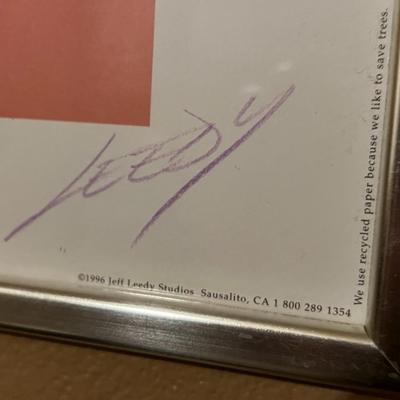 LEEDY
©1996 Jeff Leedy Studios Sausalito, CA 1 800 289 1354
We use recycled paper because we like to save trees.